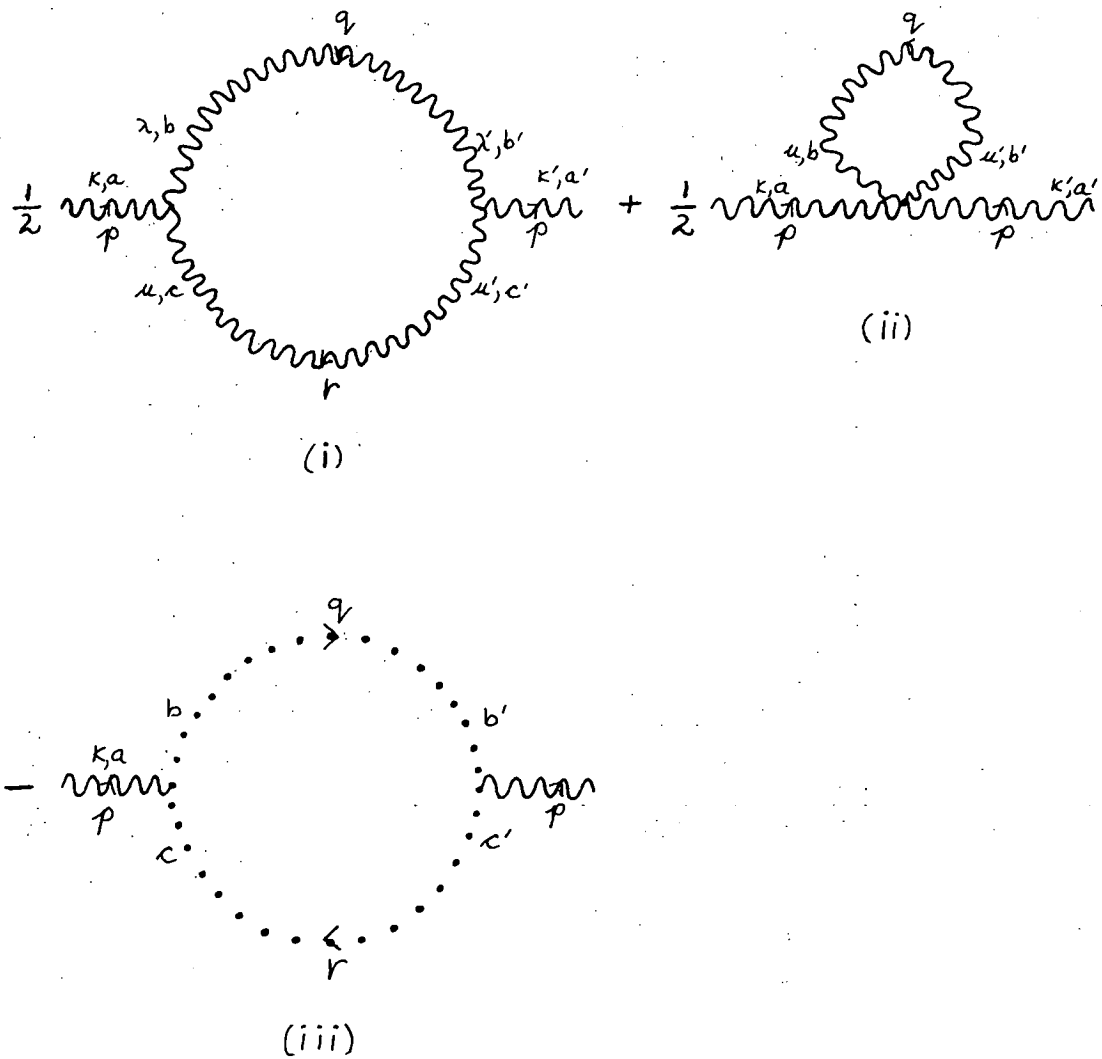 q
λ,b
λ',b'
1/2
κ,a
p
κ',a'
p
μ,c
μ',c'
r
(i)
+
1/2
q
μ,b
μ',b'
κ,a
p
κ',a'
p
(ii)
−
q
b
b'
κ,a
p
p
c
c'
r
(iii)